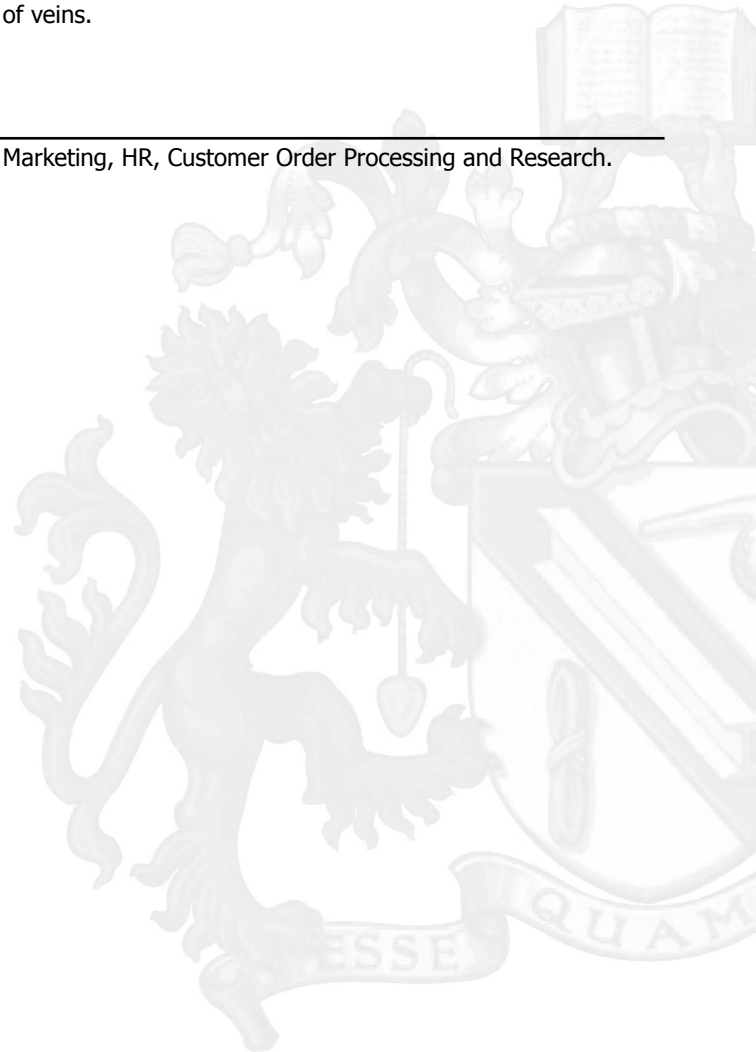 of veins.
Marketing, HR, Customer Order Processing and Research.
ESSE
QUAM